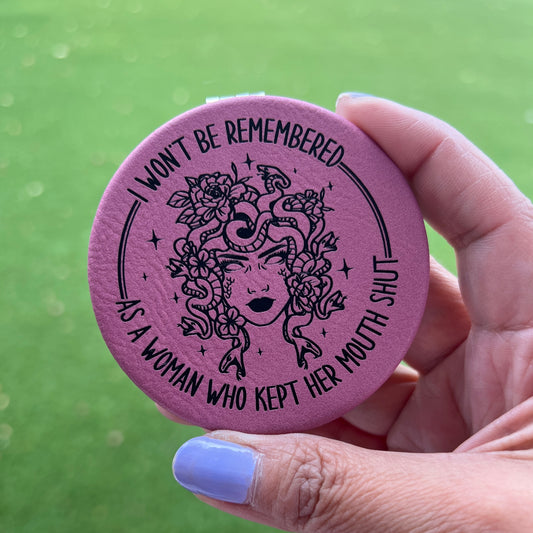 I WON'T BE REMEMBERED
AS A WOMAN WHO KEPT HER MOUTH SHUT